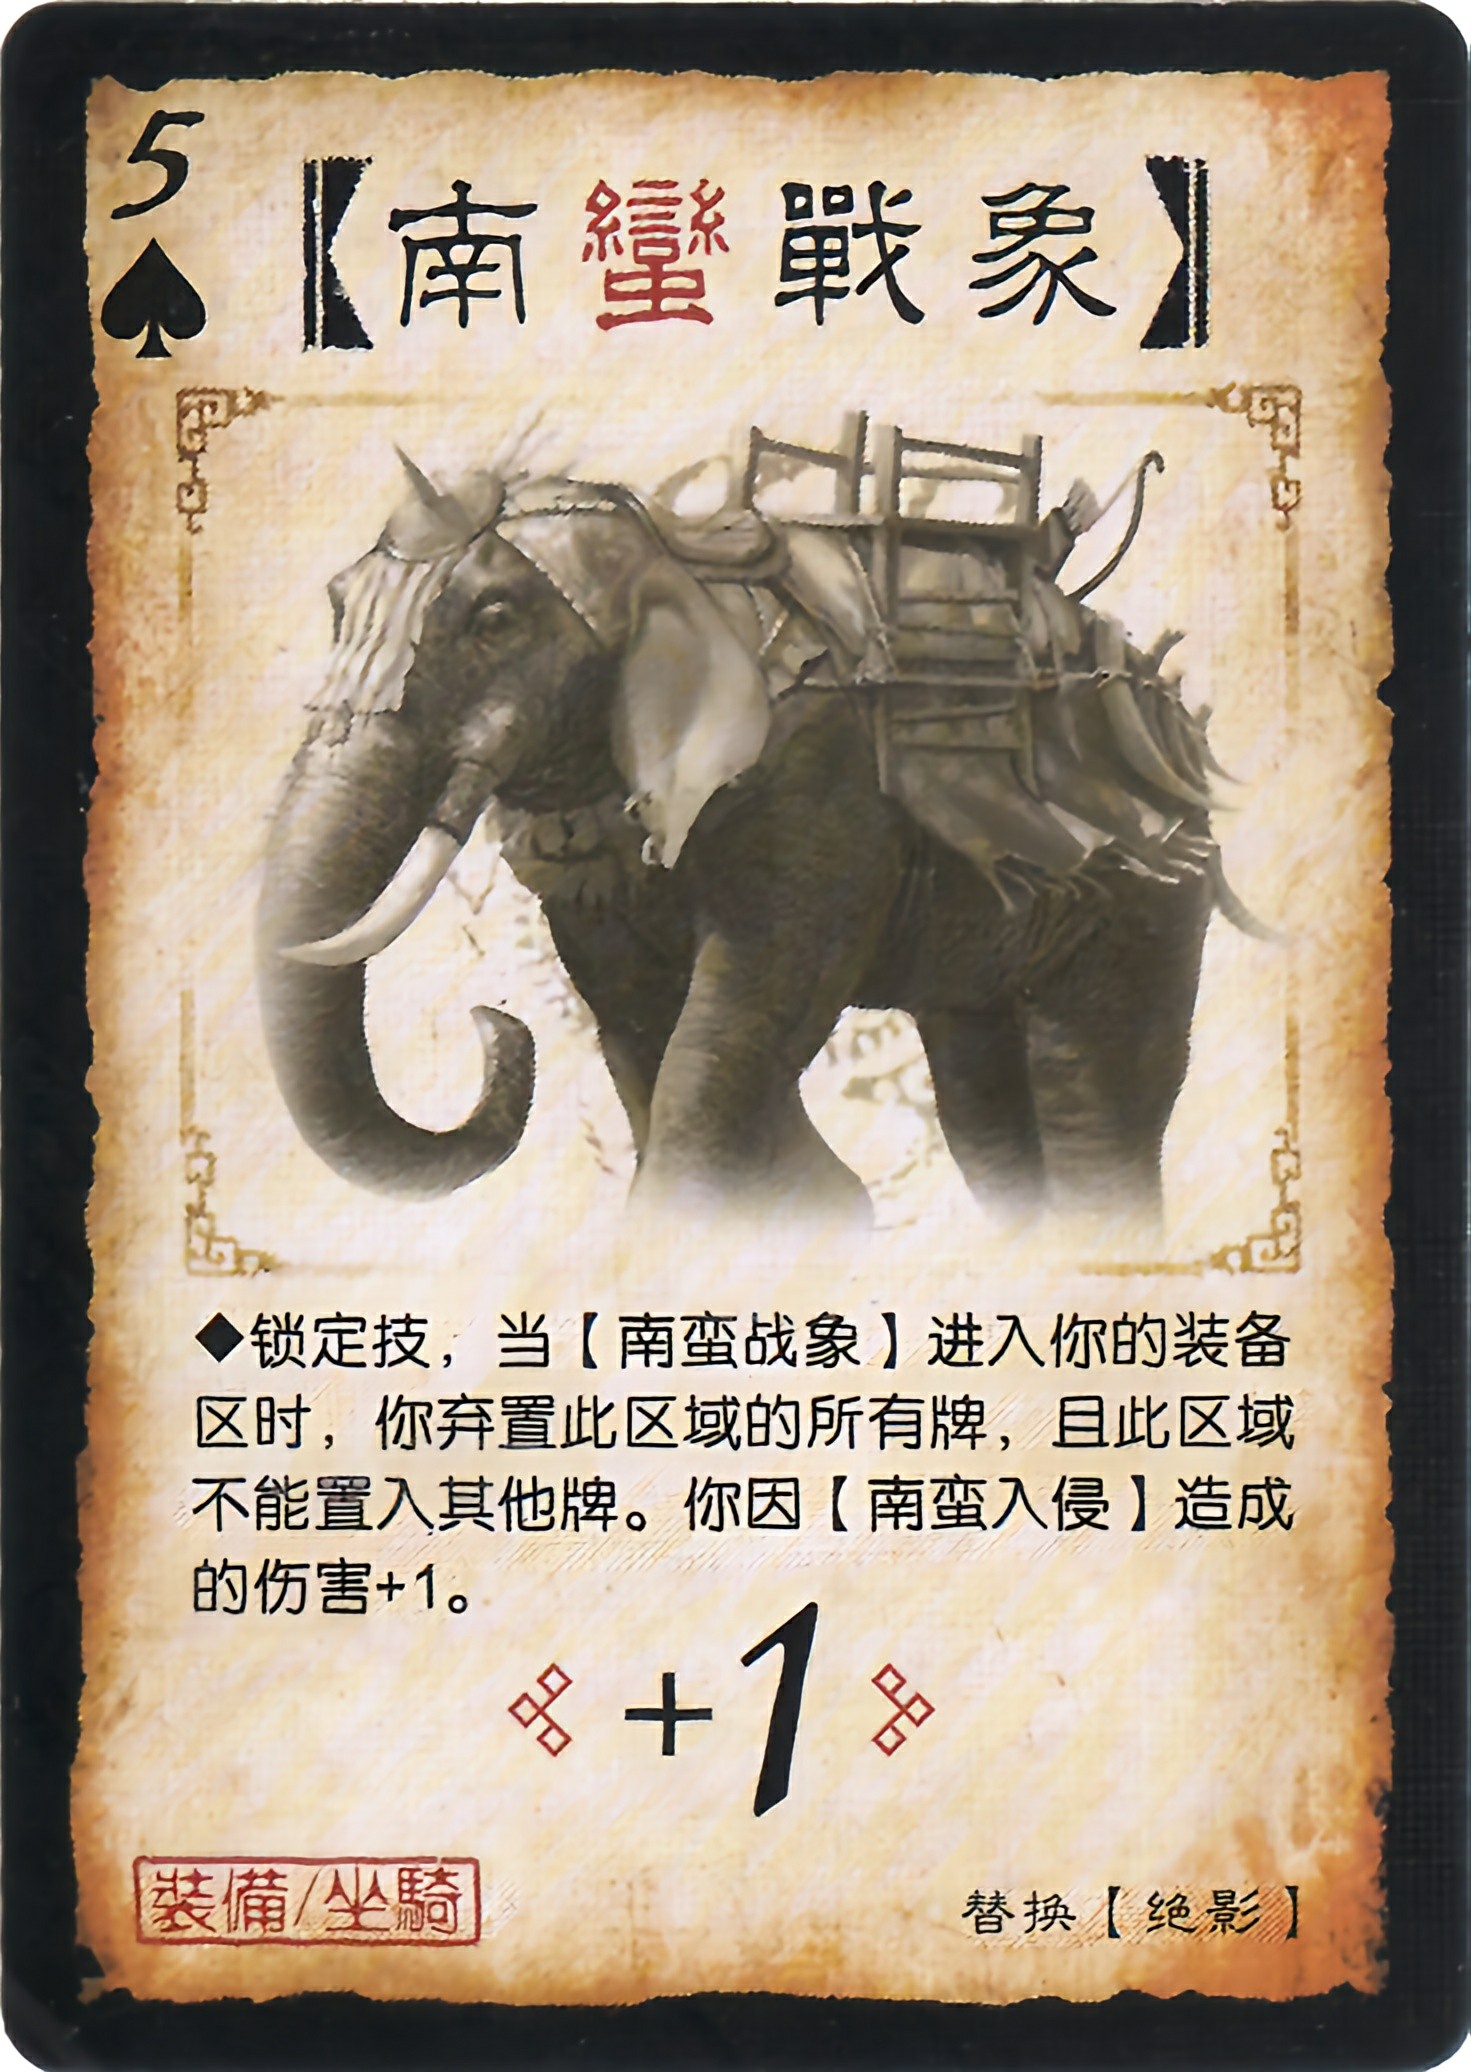 5
【南蠻戰象】
◆锁定技，当【南蛮战象】进入你的装备
区时，你弃置此区域的所有牌，且此区域
不能置入其他牌。你因【南蛮入侵】造成
的伤害+1。
+1
裝備/坐騎
替换【绝影】